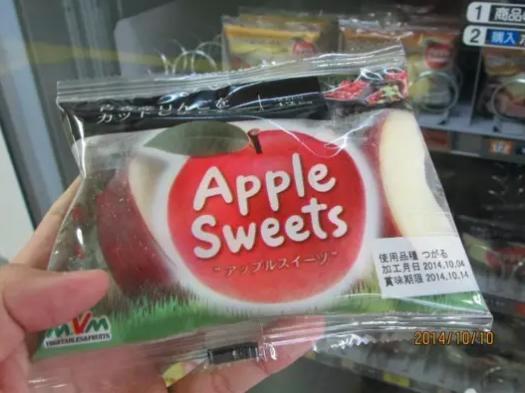 1 商品
2 購入
カットりんごを
Apple
Sweets
"アップルスイーツ"
使用品種 つがる
加工月日 2014.10.04
賞味期限 2014.10.14
MVM
VEGETABLES&FRUITS
2014/10/10